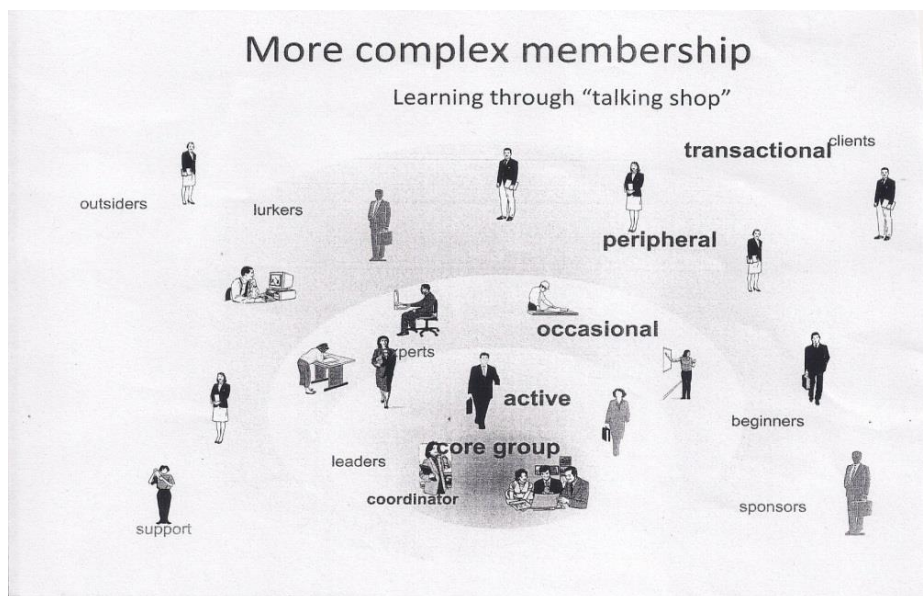 More complex membership
Learning through “talking shop”
transactional
clients
outsiders
lurkers
peripheral
occasional
experts
active
beginners
core group
leaders
coordinator
sponsors
support